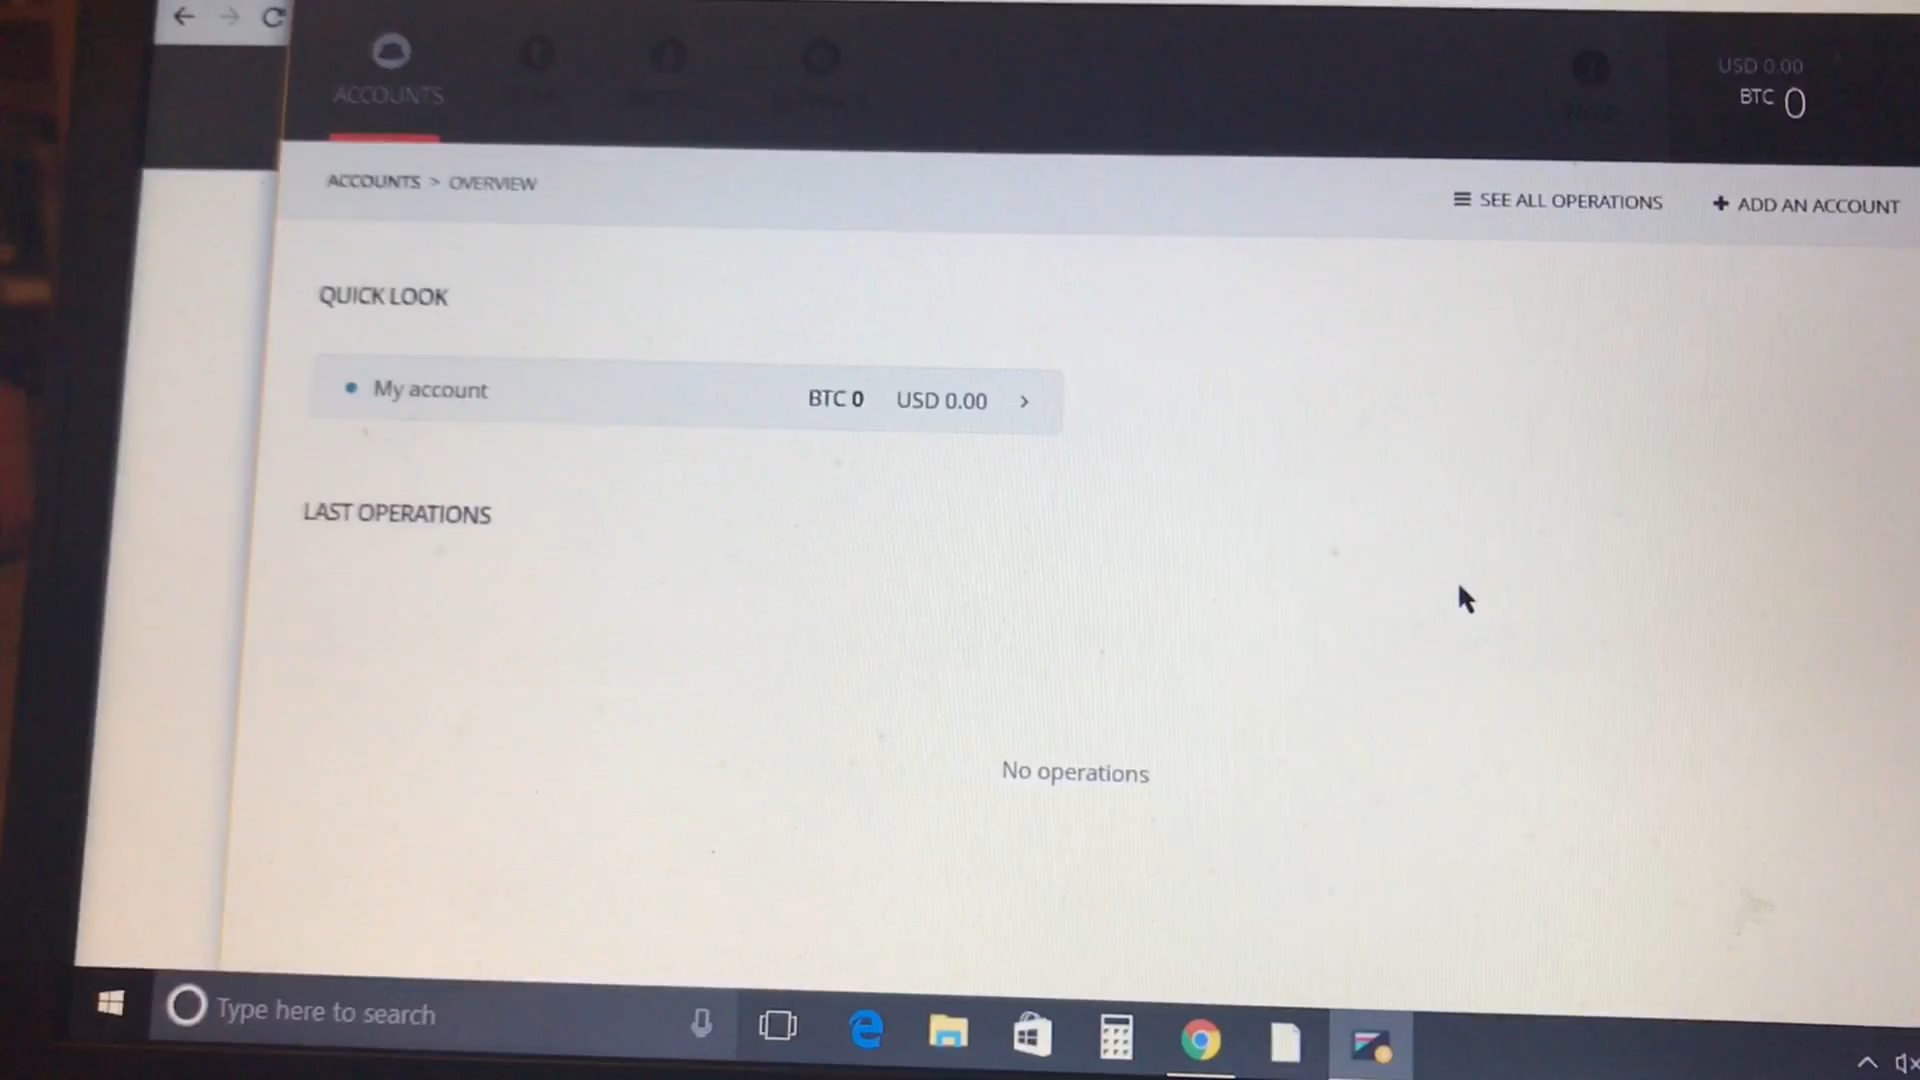 ACCOUNTS
USD 0.00
BTC 0
ACCOUNTS > OVERVIEW
SEE ALL OPERATIONS
+ ADD AN ACCOUNT
QUICK LOOK
My account BTC 0 USD 0.00 >
LAST OPERATIONS
No operations
Type here to search